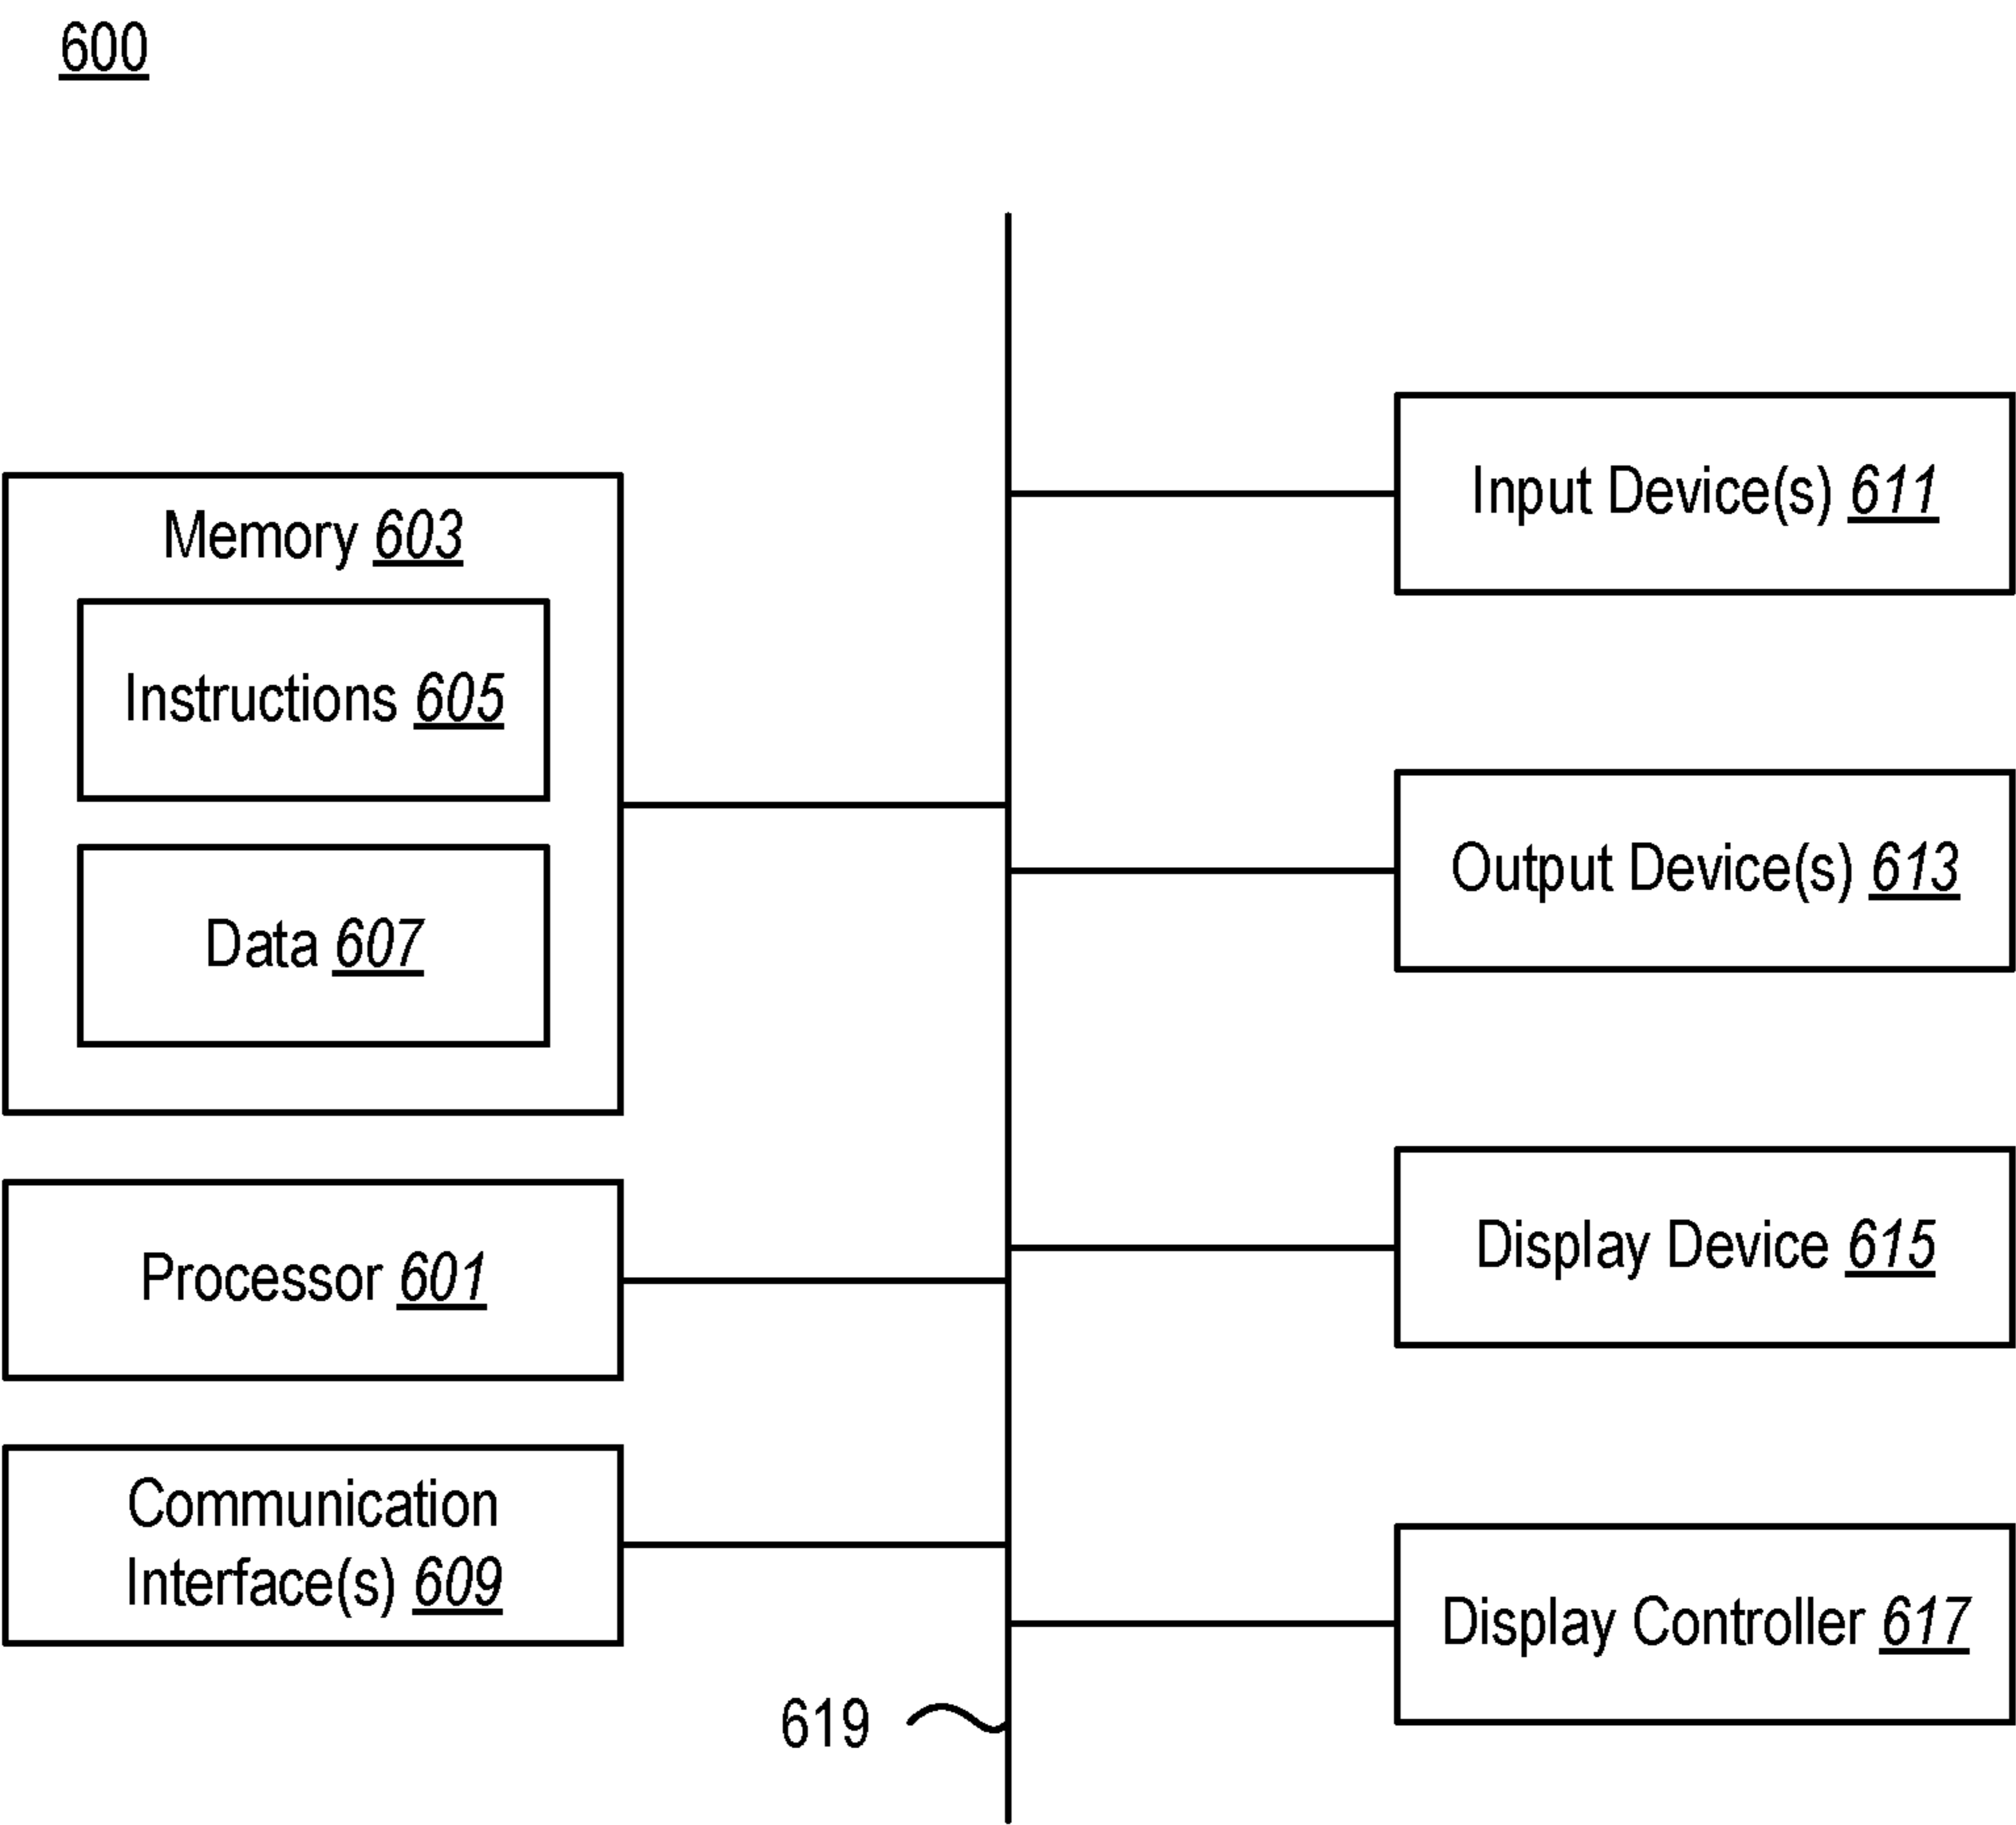 600
Memory 603
Instructions 605
Data 607
Processor 601
Communication
Interface(s) 609
Input Device(s) 611
Output Device(s) 613
Display Device 615
Display Controller 617
619